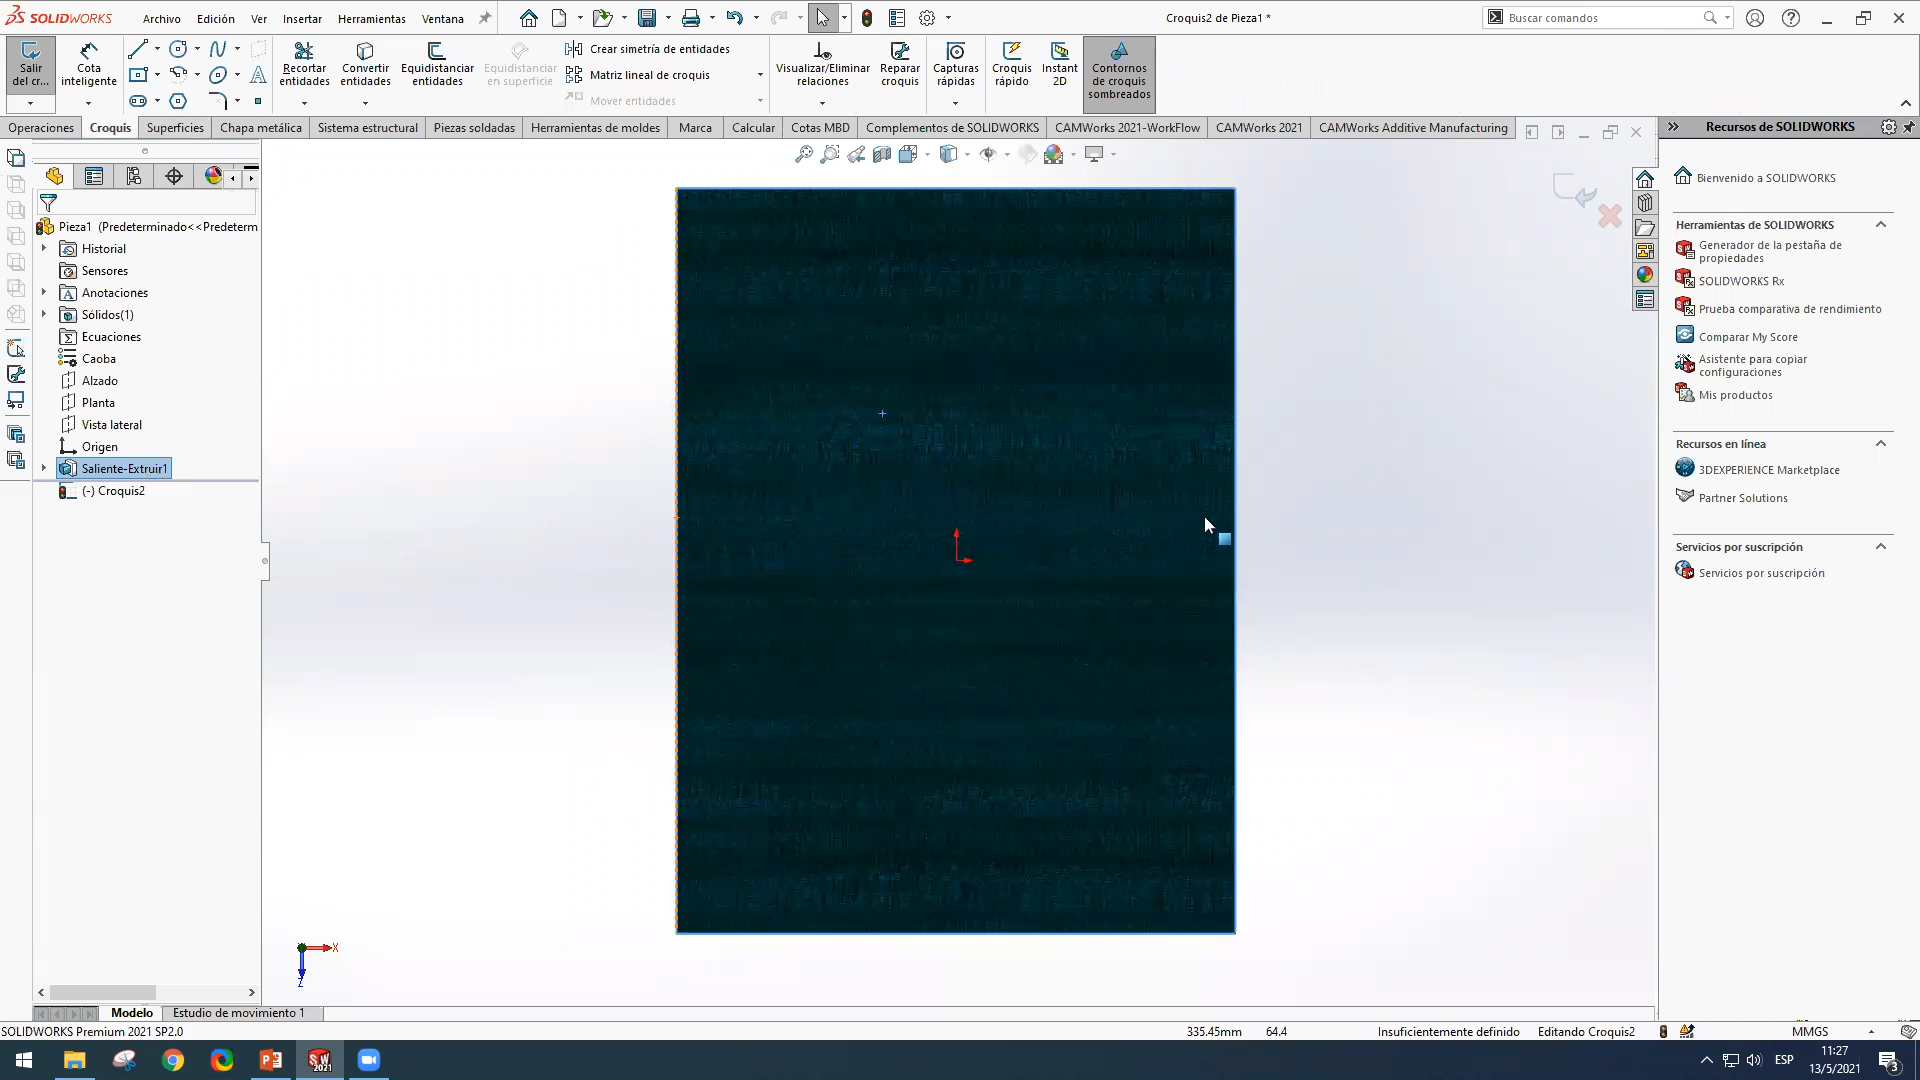 SOLIDWORKS
Archivo
Edición
Ver
Insertar
Herramientas
Ventana
Croquis2 de Pieza1 *
Buscar comandos
Salir del cr...
Cota inteligente
Recortar entidades
Convertir entidades
Equidistanciar entidades
Equidistanciar en superficie
Crear simetría de entidades
Matriz lineal de croquis
Mover entidades
Visualizar/Eliminar relaciones
Reparar croquis
Capturas rápidas
Croquis rápido
Instant 2D
Contornos de croquis sombreados
Operaciones
Croquis
Superficies
Chapa metálica
Sistema estructural
Piezas soldadas
Herramientas de moldes
Marca
Calcular
Cotas MBD
Complementos de SOLIDWORKS
CAMWorks 2021-WorkFlow
CAMWorks 2021
CAMWorks Additive Manufacturing
Recursos de SOLIDWORKS
Pieza1 (Predeterminado<<Predeterm
Historial
Sensores
Anotaciones
Sólidos(1)
Ecuaciones
Caoba
Alzado
Planta
Vista lateral
Origen
Saliente-Extruir1
(-) Croquis2
X
Z
Bienvenido a SOLIDWORKS
Herramientas de SOLIDWORKS
Generador de la pestaña de
propiedades
SOLIDWORKS Rx
Prueba comparativa de rendimiento
Comparar My Score
Asistente para copiar
configuraciones
Mis productos
Recursos en línea
3DEXPERIENCE Marketplace
Partner Solutions
Servicios por suscripción
Servicios por suscripción
Modelo
Estudio de movimiento 1
SOLIDWORKS Premium 2021 SP2.0
335.45mm
64.4
Insuficientemente definido
Editando Croquis2
MMGS
ESP
11:27
13/5/2021
3